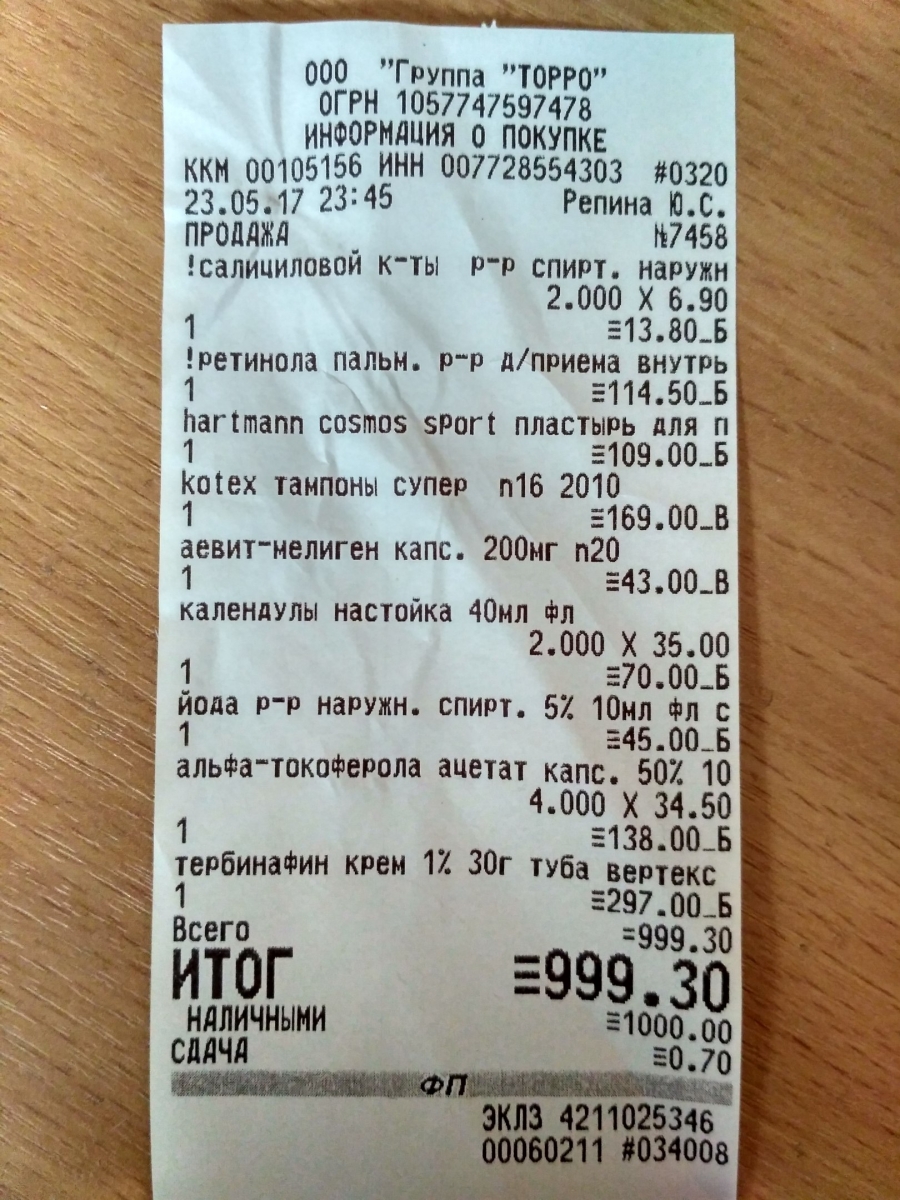 ООО "Группа "ТОРРО"
ОГРН 1057747597478
ИНФОРМАЦИЯ О ПОКУПКЕ
ККМ 00105156 ИНН 007728554303 #0320
23.05.17 23:45 Репина Ю.С.
ПРОДАЖА №7458
!салициловой к-ты р-р спирт. наружн
2.000 X 6.90
1 ≡13.80_Б
!ретинола пальм. р-р д/приема внутрь
1 ≡114.50_Б
hartmann cosmos sport пластырь для п
1 ≡109.00_Б
kotex тампоны супер n16 2010
1 ≡169.00_В
аевит-мелиген капс. 200мг n20
1 ≡43.00_В
календулы настойка 40мл фл
2.000 X 35.00
1 ≡70.00_Б
йода р-р наружн. спирт. 5% 10мл фл с
1 ≡45.00_Б
альфа-токоферола ацетат капс. 50% 10
4.000 X 34.50
1 ≡138.00_Б
тербинафин крем 1% 30г туба вертекс
1 ≡297.00_Б
Всего =999.30
ИТОГ ≡999.30
НАЛИЧНЫМИ ≡1000.00
СДАЧА ≡0.70
ФП
ЭКЛЗ 4211025346
00060211 #034008